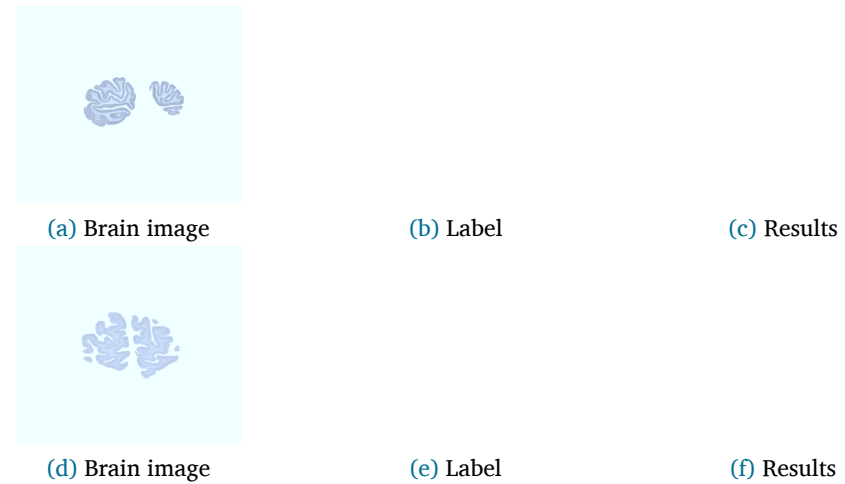 (a) Brain image (b) Label (c) Results
(d) Brain image (e) Label (f) Results